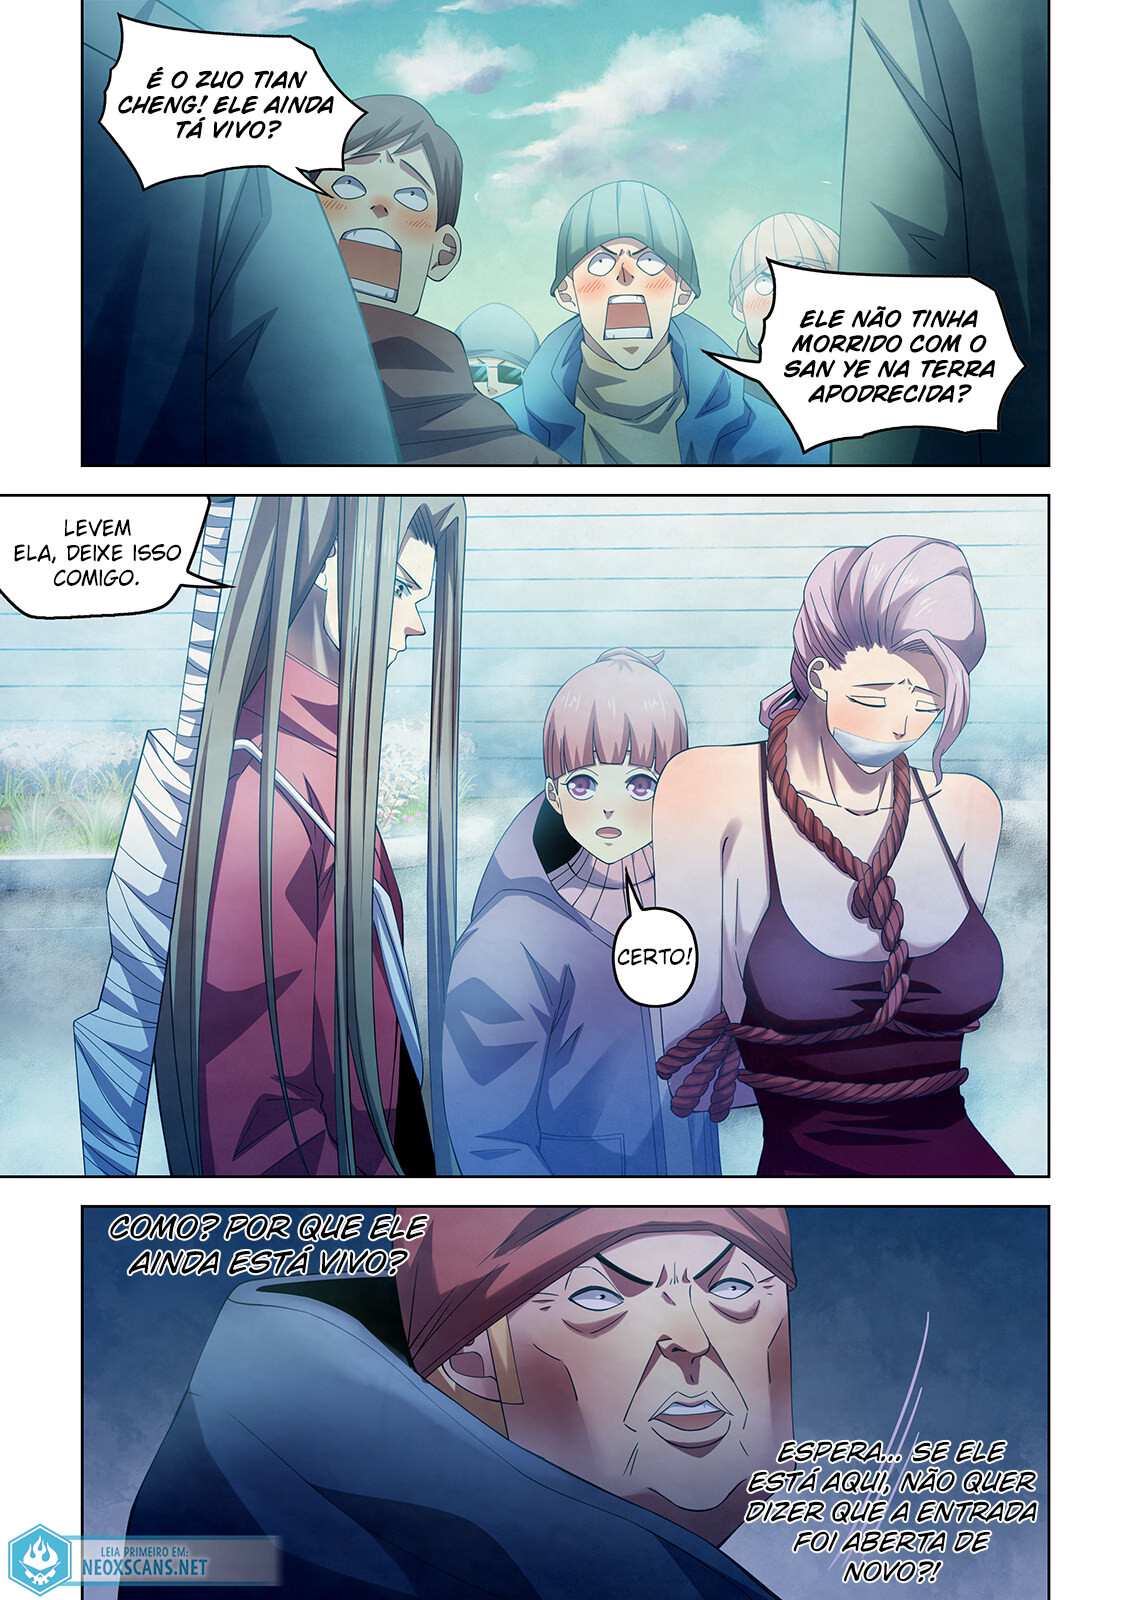 É O ZUO TIAN
CHENG! ELE AINDA
TÁ VIVO?
ELE NÃO TINHA
MORRIDO COM O
SAN YE NA TERRA
APODRECIDA?
LEVEM
ELA, DEIXE ISSO
COMIGO.
CERTO!
COMO? POR QUE ELE
AINDA ESTÁ VIVO?
ESPERA... SE ELE
ESTÁ AQUI, NÃO QUER
DIZER QUE A ENTRADA
FOI ABERTA DE
NOVO?!
LEIA PRIMEIRO EM:
NEOXSCANS.NET